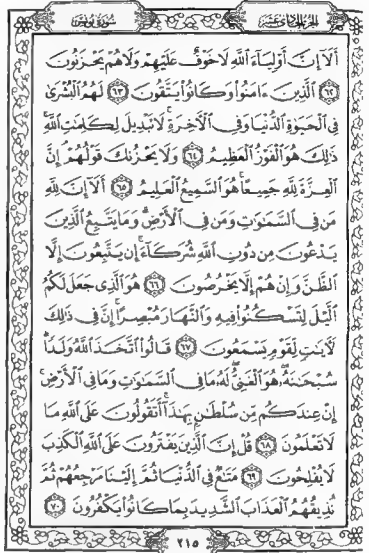 سُورَةُ يُونُسَ الجزء الحادي عشر
أَلَآ إِنَّ أَوْلِيَآءَ ٱللَّهِ لَا خَوْفٌ عَلَيْهِمْ وَلَا هُمْ يَحْزَنُونَ
٦٢ ٱلَّذِينَ ءَامَنُوا۟ وَكَانُوا۟ يَتَّقُونَ ٦٣ لَهُمُ ٱلْبُشْرَىٰ
فِى ٱلْحَيَوٰةِ ٱلدُّنْيَا وَفِى ٱلْـَٔاخِرَةِ ۚ لَا تَبْدِيلَ لِكَلِمَـٰتِ ٱللَّهِ ۚ
ذَٰلِكَ هُوَ ٱلْفَوْزُ ٱلْعَظِيمُ ٦٤ وَلَا يَحْزُنكَ قَوْلُهُمْ ۘ إِنَّ
ٱلْعِزَّةَ لِلَّهِ جَمِيعًا ۚ هُوَ ٱلسَّمِيعُ ٱلْعَلِيمُ ٦٥ أَلَآ إِنَّ لِلَّهِ
مَن فِى ٱلسَّمَـٰوَٰتِ وَمَن فِى ٱلْأَرْضِ ۗ وَمَا يَتَّبِعُ ٱلَّذِينَ
يَدْعُونَ مِن دُونِ ٱللَّهِ شُرَكَآءَ ۚ إِن يَتَّبِعُونَ إِلَّا
ٱلظَّنَّ وَإِنْ هُمْ إِلَّا يَخْرُصُونَ ٦٦ هُوَ ٱلَّذِى جَعَلَ لَكُمُ
ٱلَّيْلَ لِتَسْكُنُوا۟ فِيهِ وَٱلنَّهَارَ مُبْصِرًا ۚ إِنَّ فِى ذَٰلِكَ
لَـَٔايَـٰتٍ لِّقَوْمٍ يَسْمَعُونَ ٦٧ قَالُوا۟ ٱتَّخَذَ ٱللَّهُ وَلَدًا ۗ
سُبْحَـٰنَهُۥ ۖ هُوَ ٱلْغَنِىُّ ۖ لَهُۥ مَا فِى ٱلسَّمَـٰوَٰتِ وَمَا فِى ٱلْأَرْضِ ۚ
إِنْ عِندَكُم مِّن سُلْطَـٰنٍۭ بِهَـٰذَآ ۚ أَتَقُولُونَ عَلَى ٱللَّهِ مَا
لَا تَعْلَمُونَ ٦٨ قُلْ إِنَّ ٱلَّذِينَ يَفْتَرُونَ عَلَى ٱللَّهِ ٱلْكَذِبَ
لَا يُفْلِحُونَ ٦٩ مَتَـٰعٌ فِى ٱلدُّنْيَا ثُمَّ إِلَيْنَا مَرْجِعُهُمْ ثُمَّ
نُذِيقُهُمُ ٱلْعَذَابَ ٱلشَّدِيدَ بِمَا كَانُوا۟ يَكْفُرُونَ ٧٠
٢١٥